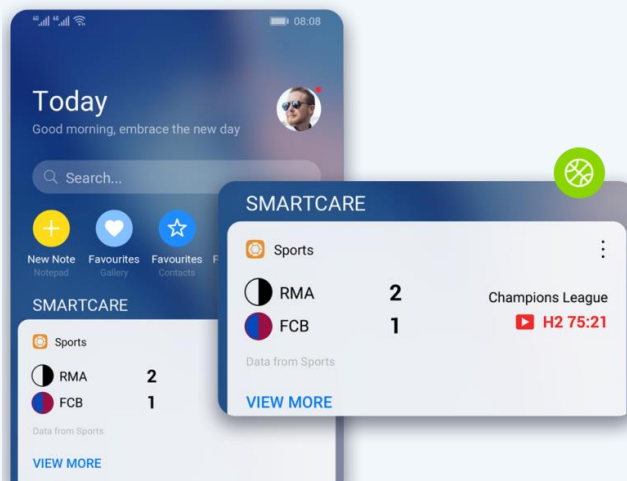 4G 4G 08:08
Today
Good morning, embrace the new day
Search...
New Note Favourites Favourites F
Notepad Gallery Contacts
SMARTCARE
Sports
RMA 2
FCB 1
Data from Sports
VIEW MORE
SMARTCARE
Sports
RMA 2
Champions League
FCB 1
H2 75:21
Data from Sports
VIEW MORE